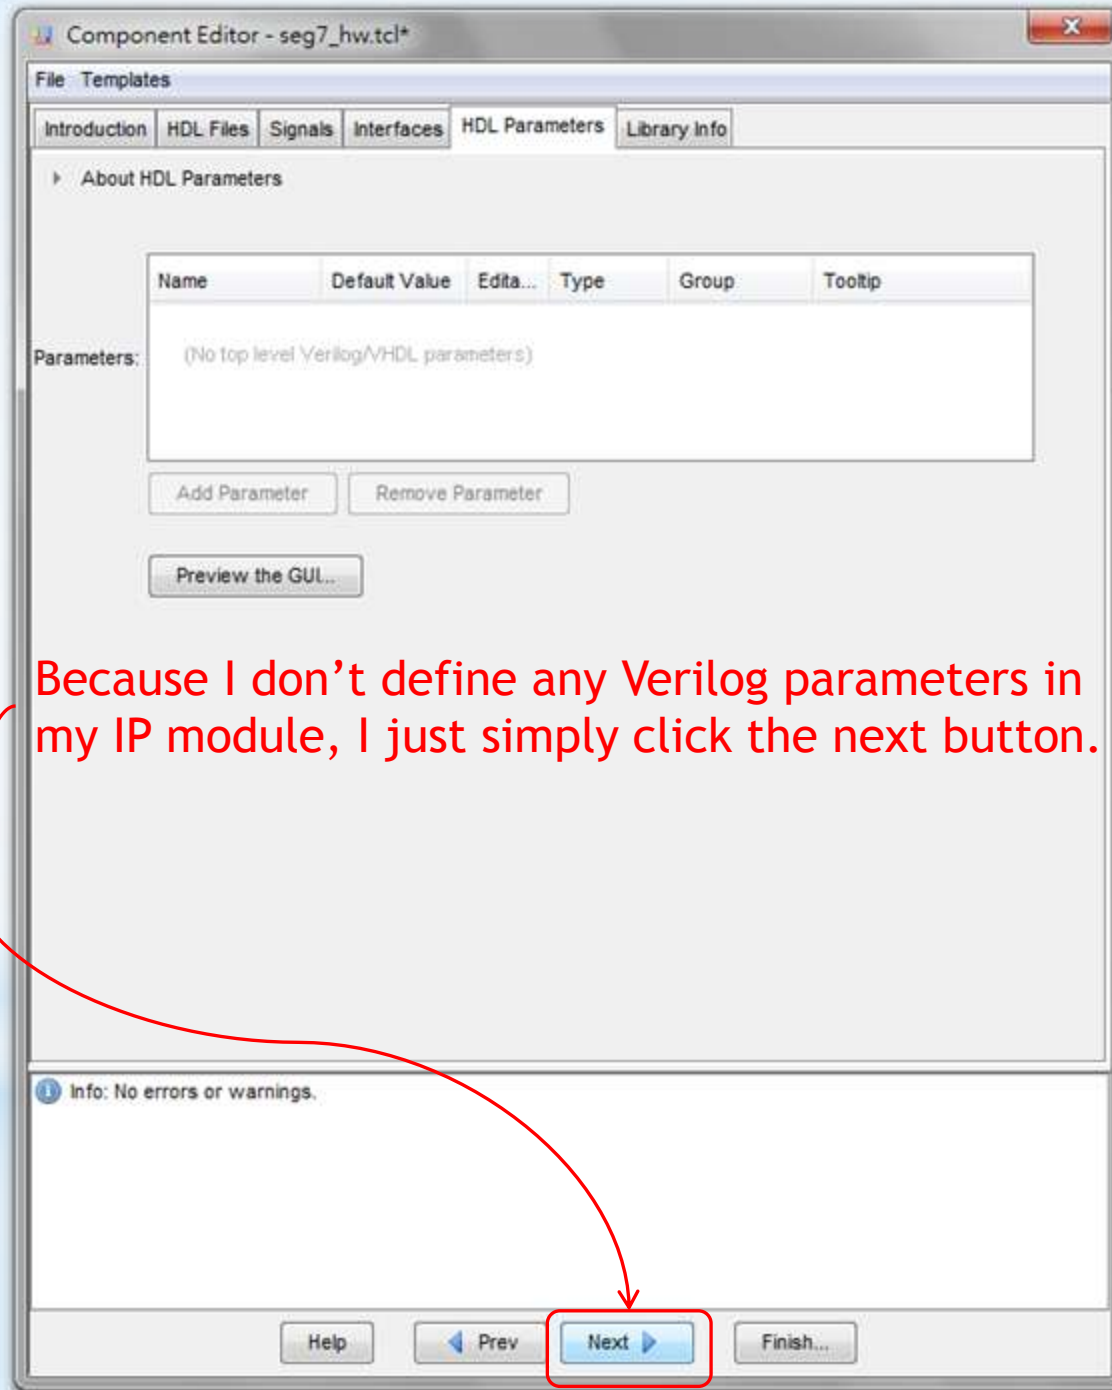 Component Editor - seg7_hw.tcl*
File Templates
Introduction HDL Files Signals Interfaces HDL Parameters Library Info
About HDL Parameters
Name Default Value Edita... Type Group Tooltip
Parameters: (No top level Verilog/VHDL parameters)
Add Parameter Remove Parameter
Preview the GUI...
Because I don’t define any Verilog parameters in
my IP module, I just simply click the next button.
Info: No errors or warnings.
Help Prev Next Finish...